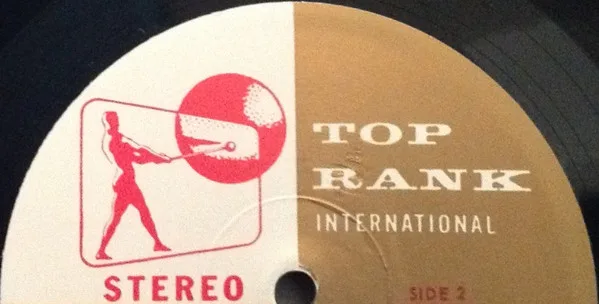 TOP
RANK
INTERNATIONAL
STEREO
SIDE 2